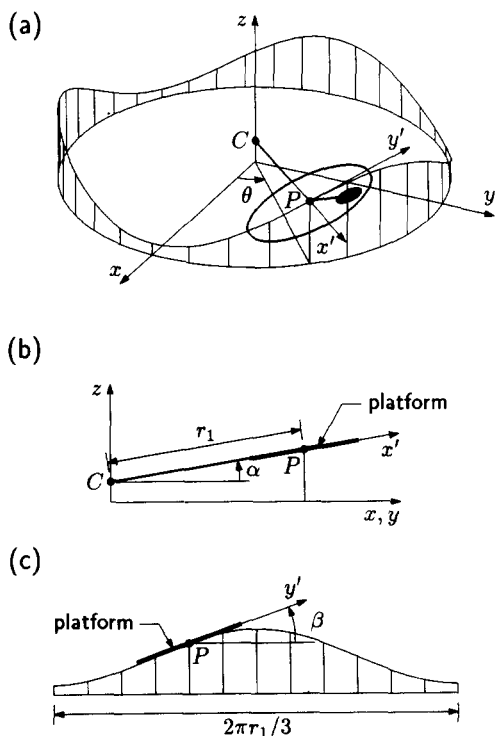 (a)
z
C
y′
P
θ
x′
x
y
(b)
z
platform
r₁
x′
C
α
P
x, y
(c)
y′
platform
β
P
2πr₁/3